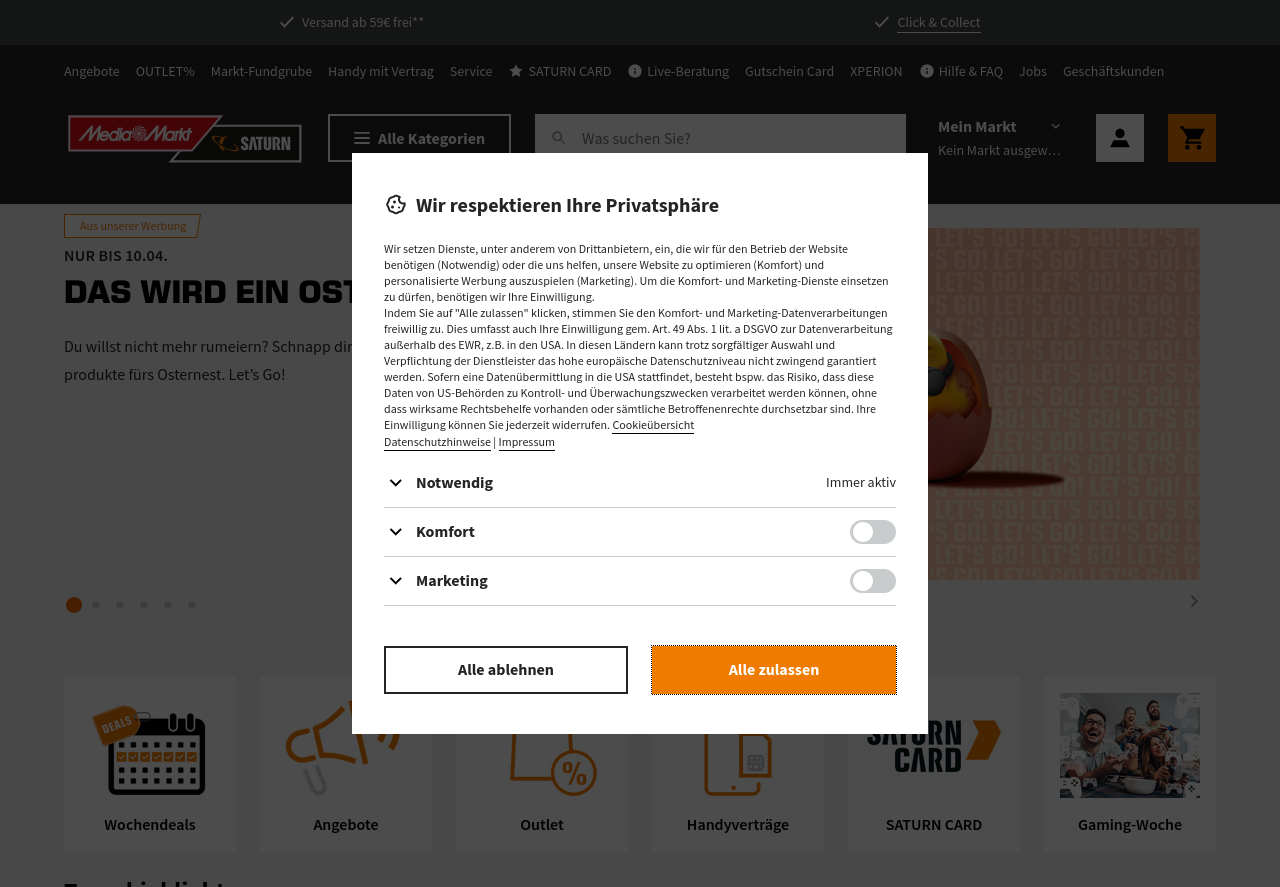 Versand ab 59€ frei**
Click & Collect
Angebote OUTLET% Markt-Fundgrube Handy mit Vertrag Service SATURN CARD Live-Beratung Gutschein Card XPERION Hilfe & FAQ Jobs Geschäftskunden
Media Markt
SATURN
Alle Kategorien
Was suchen Sie?
Mein Markt
Kein Markt ausgew…
Aus unserer Werbung
NUR BIS 10.04.
DAS WIRD EIN OST
Du willst nicht mehr rumeiern? Schnapp dir
produkte fürs Osternest. Let's Go!
Wir respektieren Ihre Privatsphäre
Wir setzen Dienste, unter anderem von Drittanbietern, ein, die wir für den Betrieb der Website
benötigen (Notwendig) oder die uns helfen, unsere Website zu optimieren (Komfort) und
personalisierte Werbung auszuspielen (Marketing). Um die Komfort- und Marketing-Dienste einsetzen
zu dürfen, benötigen wir Ihre Einwilligung.
Indem Sie auf "Alle zulassen" klicken, stimmen Sie den Komfort- und Marketing-Datenverarbeitungen
freiwillig zu. Dies umfasst auch Ihre Einwilligung gem. Art. 49 Abs. 1 lit. a DSGVO zur Datenverarbeitung
außerhalb des EWR, z.B. in den USA. In diesen Ländern kann trotz sorgfältiger Auswahl und
Verpflichtung der Dienstleister das hohe europäische Datenschutzniveau nicht zwingend garantiert
werden. Sofern eine Datenübermittlung in die USA stattfindet, besteht bspw. das Risiko, dass diese
Daten von US-Behörden zu Kontroll- und Überwachungszwecken verarbeitet werden können, ohne
dass wirksame Rechtsbehelfe vorhanden oder sämtliche Betroffenenrechte durchsetzbar sind. Ihre
Einwilligung können Sie jederzeit widerrufen. Cookieübersicht
Datenschutzhinweise | Impressum
Notwendig
Immer aktiv
Komfort
Marketing
Alle ablehnen
Alle zulassen
DEALS
%
SATURN
CARD
Wochendeals
Angebote
Outlet
Handyverträge
SATURN CARD
Gaming-Woche